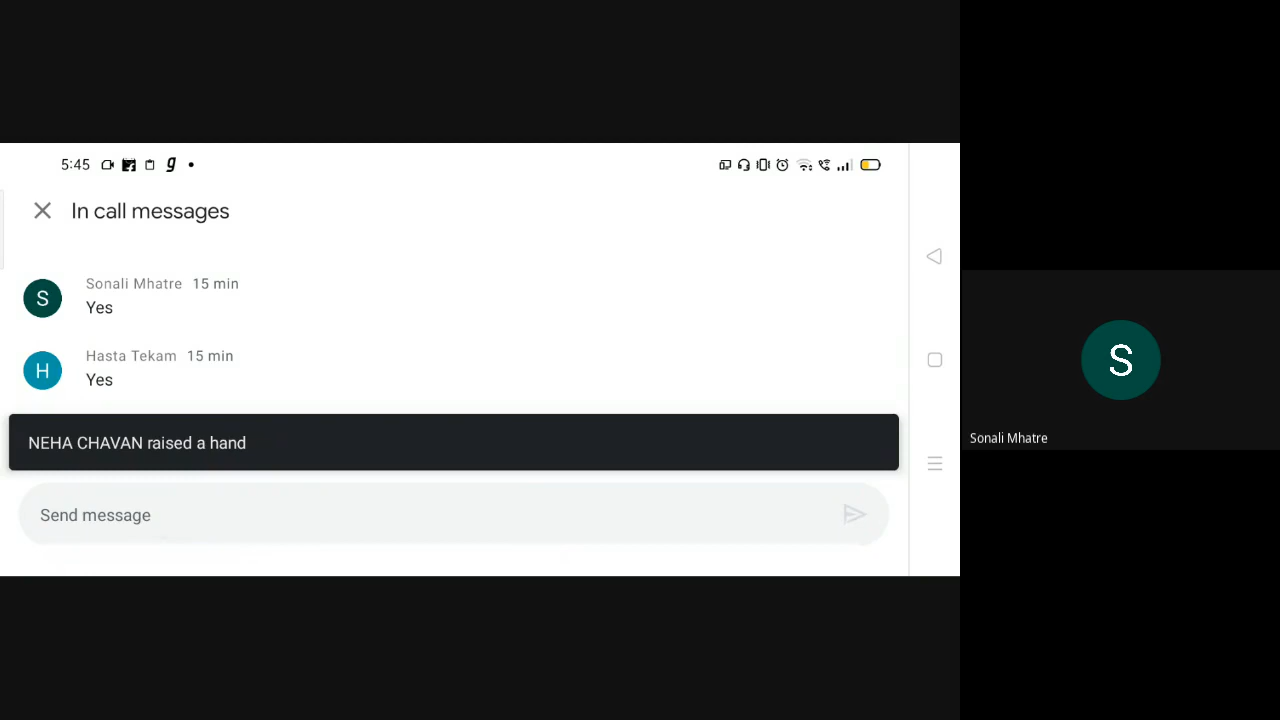 5:45 g
In call messages
S
Sonali Mhatre 15 min
Yes
H
Hasta Tekam 15 min
Yes
NEHA CHAVAN raised a hand
Send message
S
Sonali Mhatre